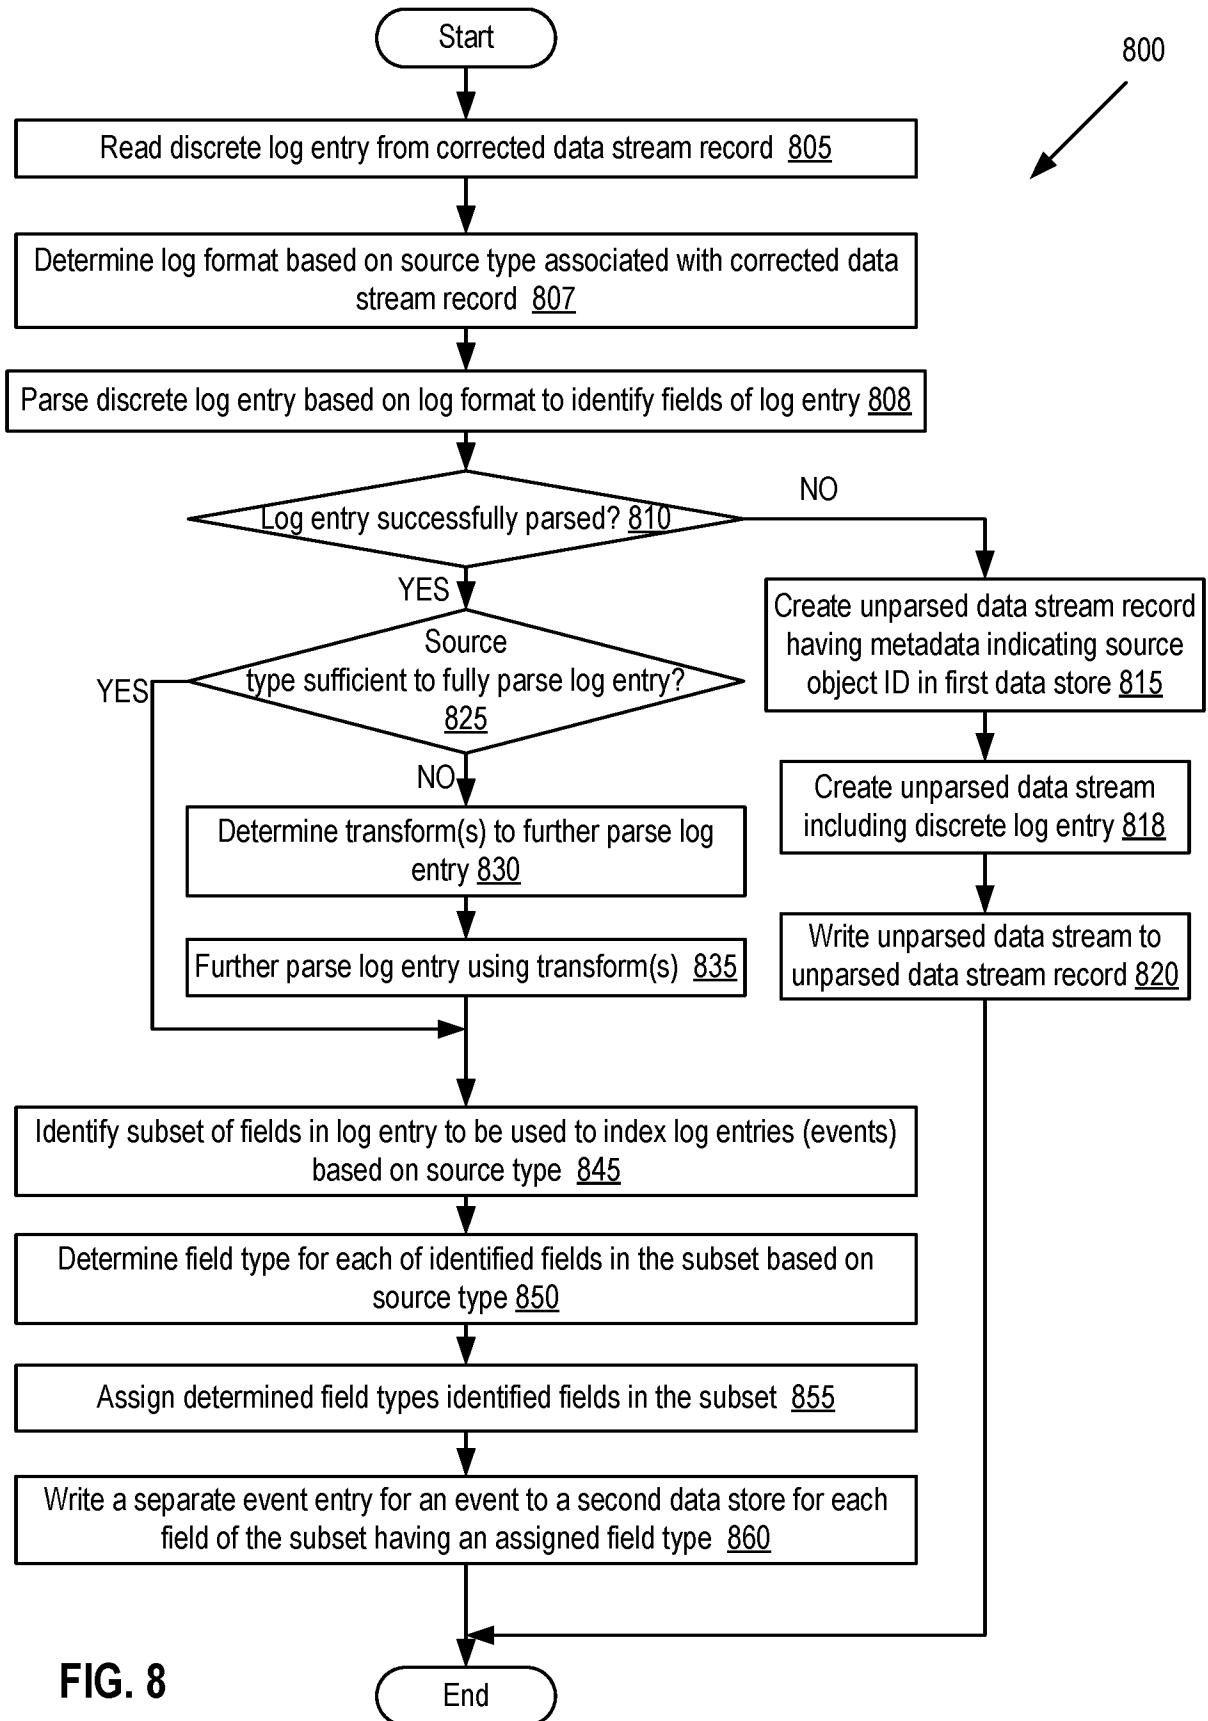 Start
800
Read discrete log entry from corrected data stream record 805
Determine log format based on source type associated with corrected data
stream record 807
Parse discrete log entry based on log format to identify fields of log entry 808
Log entry successfully parsed? 810
NO
YES
Create unparsed data stream record
having metadata indicating source
object ID in first data store 815
Source
type sufficient to fully parse log entry?
825
YES
NO
Create unparsed data stream
including discrete log entry 818
Determine transform(s) to further parse log
entry 830
Write unparsed data stream to
unparsed data stream record 820
Further parse log entry using transform(s) 835
Identify subset of fields in log entry to be used to index log entries (events)
based on source type 845
Determine field type for each of identified fields in the subset based on
source type 850
Assign determined field types identified fields in the subset 855
Write a separate event entry for an event to a second data store for each
field of the subset having an assigned field type 860
FIG. 8
End